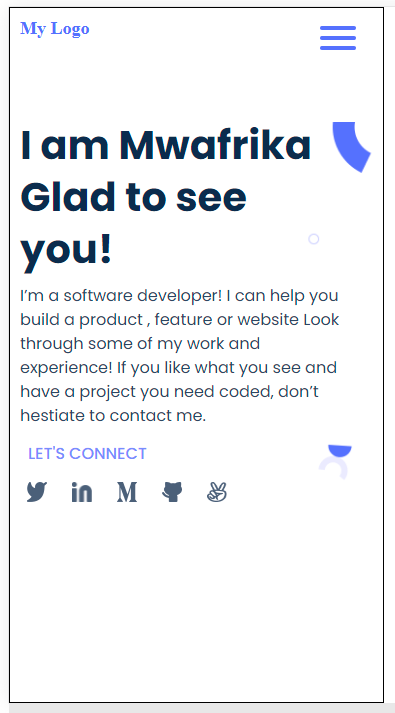 My Logo
I am Mwafrika
Glad to see
you!
I’m a software developer! I can help you
build a product , feature or website Look
through some of my work and
experience! If you like what you see and
have a project you need coded, don’t
hestiate to contact me.
LET'S CONNECT